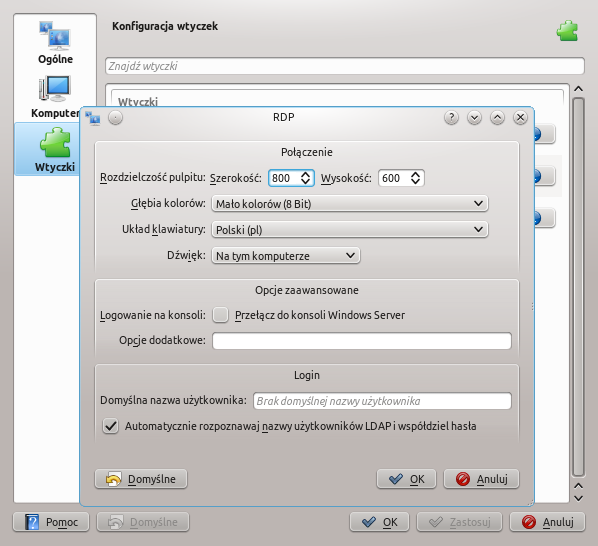 Konfiguracja wtyczek
Ogólne
Znajdź wtyczki
Komputer
Wtyczki
Wtyczki
RDP
Połączenie
Rozdzielczość pulpitu: Szerokość: 800 Wysokość: 600
Głębia kolorów: Mało kolorów (8 Bit)
Układ klawiatury: Polski (pl)
Dźwięk: Na tym komputerze
Opcje zaawansowane
Logowanie na konsoli: Przełącz do konsoli Windows Server
Opcje dodatkowe:
Login
Domyślna nazwa użytkownika: Brak domyślnej nazwy użytkownika
Automatycznie rozpoznawaj nazwy użytkowników LDAP i współdziel hasła
Domyślne OK Anuluj
Pomoc Domyślne OK Zastosuj Anuluj